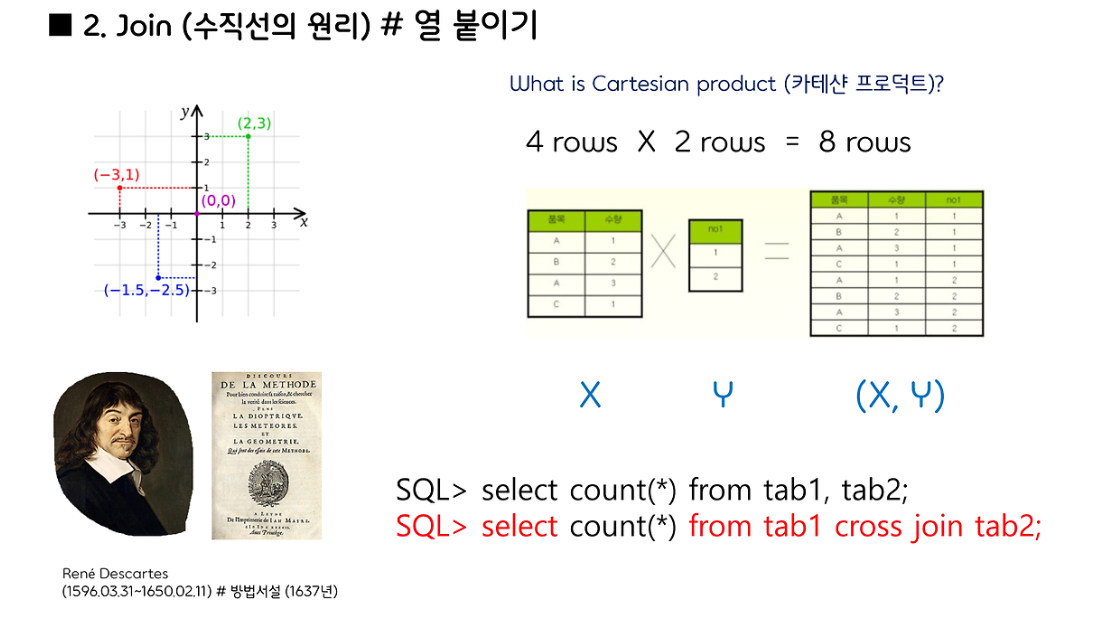 ■ 2. Join (수직선의 원리) # 열 붙이기
What is Cartesian product (카테샨 프로덕트)?
4 rows X 2 rows = 8 rows
y
(2,3)
3
2
(−3,1)
1
(0,0)
−3 −2 −1 1 2 3 x
−1
−2
(−1.5,−2.5)
−3
품목 수량
A 1
B 2
A 3
C 1
X
no1
1
2
=
품목 수량 no1
A 1 1
B 2 1
A 3 1
C 1 1
A 1 2
B 2 2
A 3 2
C 1 2
X Y (X, Y)
DISCOURS
DE LA METHODE
Pour bien conduire sa raison, & chercher
la verité dans les sciences.
PLUS
LA DIOPTRIQVE.
LES METEORES.
ET
LA GEOMETRIE.
Qui sont des essais de cete METHODE.
A LEYDE
De l'Imprimerie de IAN MAIRE.
Auec Priuilege.
SQL> select count(*) from tab1, tab2;
SQL> select count(*) from tab1 cross join tab2;
René Descartes
(1596.03.31~1650.02.11) # 방법서설 (1637년)